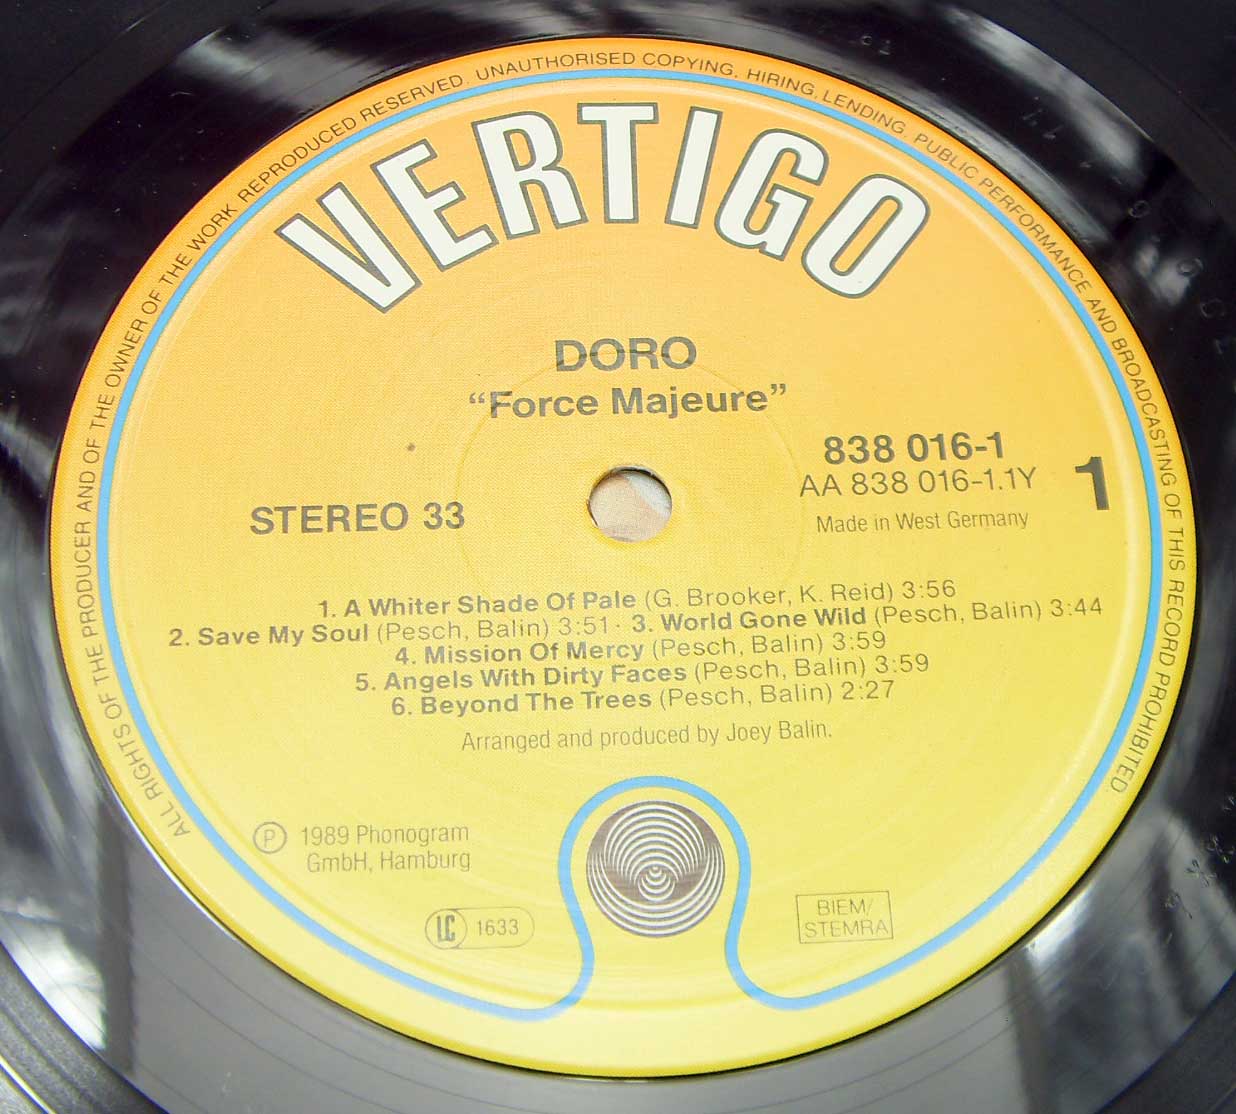 ALL RIGHTS OF THE PRODUCER AND OF THE OWNER OF THE WORK REPRODUCED RESERVED. UNAUTHORISED COPYING, HIRING, LENDING, PUBLIC PERFORMANCE AND BROADCASTING OF THIS RECORD PROHIBITED.
VERTIGO
DORO
“Force Majeure”
838 016-1
AA 838 016-1.1Y
1
STEREO 33
Made in West Germany
1. A Whiter Shade Of Pale (G. Brooker, K. Reid) 3:56
2. Save My Soul (Pesch, Balin) 3:51 · 3. World Gone Wild (Pesch, Balin) 3:44
4. Mission Of Mercy (Pesch, Balin) 3:59
5. Angels With Dirty Faces (Pesch, Balin) 3:59
6. Beyond The Trees (Pesch, Balin) 2:27
Arranged and produced by Joey Balin.
℗ 1989 Phonogram
GmbH, Hamburg
LC 1633
BIEM/
STEMRA